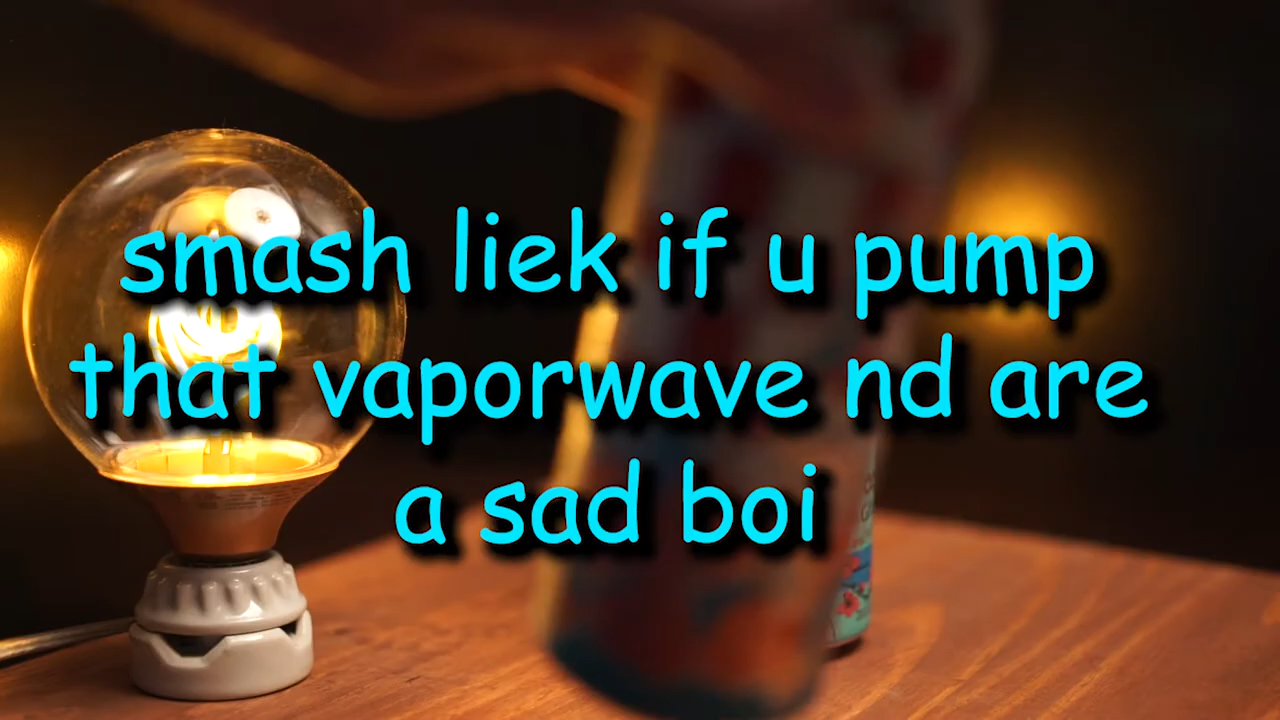 smash liek if u pump
that vaporwave nd are
a sad boi